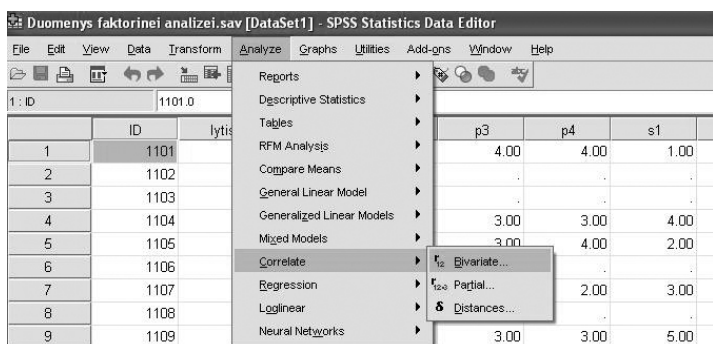 Duomenys faktorinei analizei.sav [DataSet1] - SPSS Statistics Data Editor
File Edit View Data Transform Analyze Graphs Utilities Add-ons Window Help
1 : ID 1101.0
ID lytis p3 p4 s1
1 1101 4.00 4.00 1.00
2 1102 . . .
3 1103 . . .
4 1104 3.00 3.00 4.00
5 1105 3.00 4.00 2.00
6 1106 .
7 1107 2.00 3.00
8 1108 .
9 1109 3.00 3.00 5.00
Reports
Descriptive Statistics
Tables
RFM Analysis
Compare Means
General Linear Model
Generalized Linear Models
Mixed Models
Correlate
Regression
Loglinear
Neural Networks
r12 Bivariate...
Partial...
δ Distances...